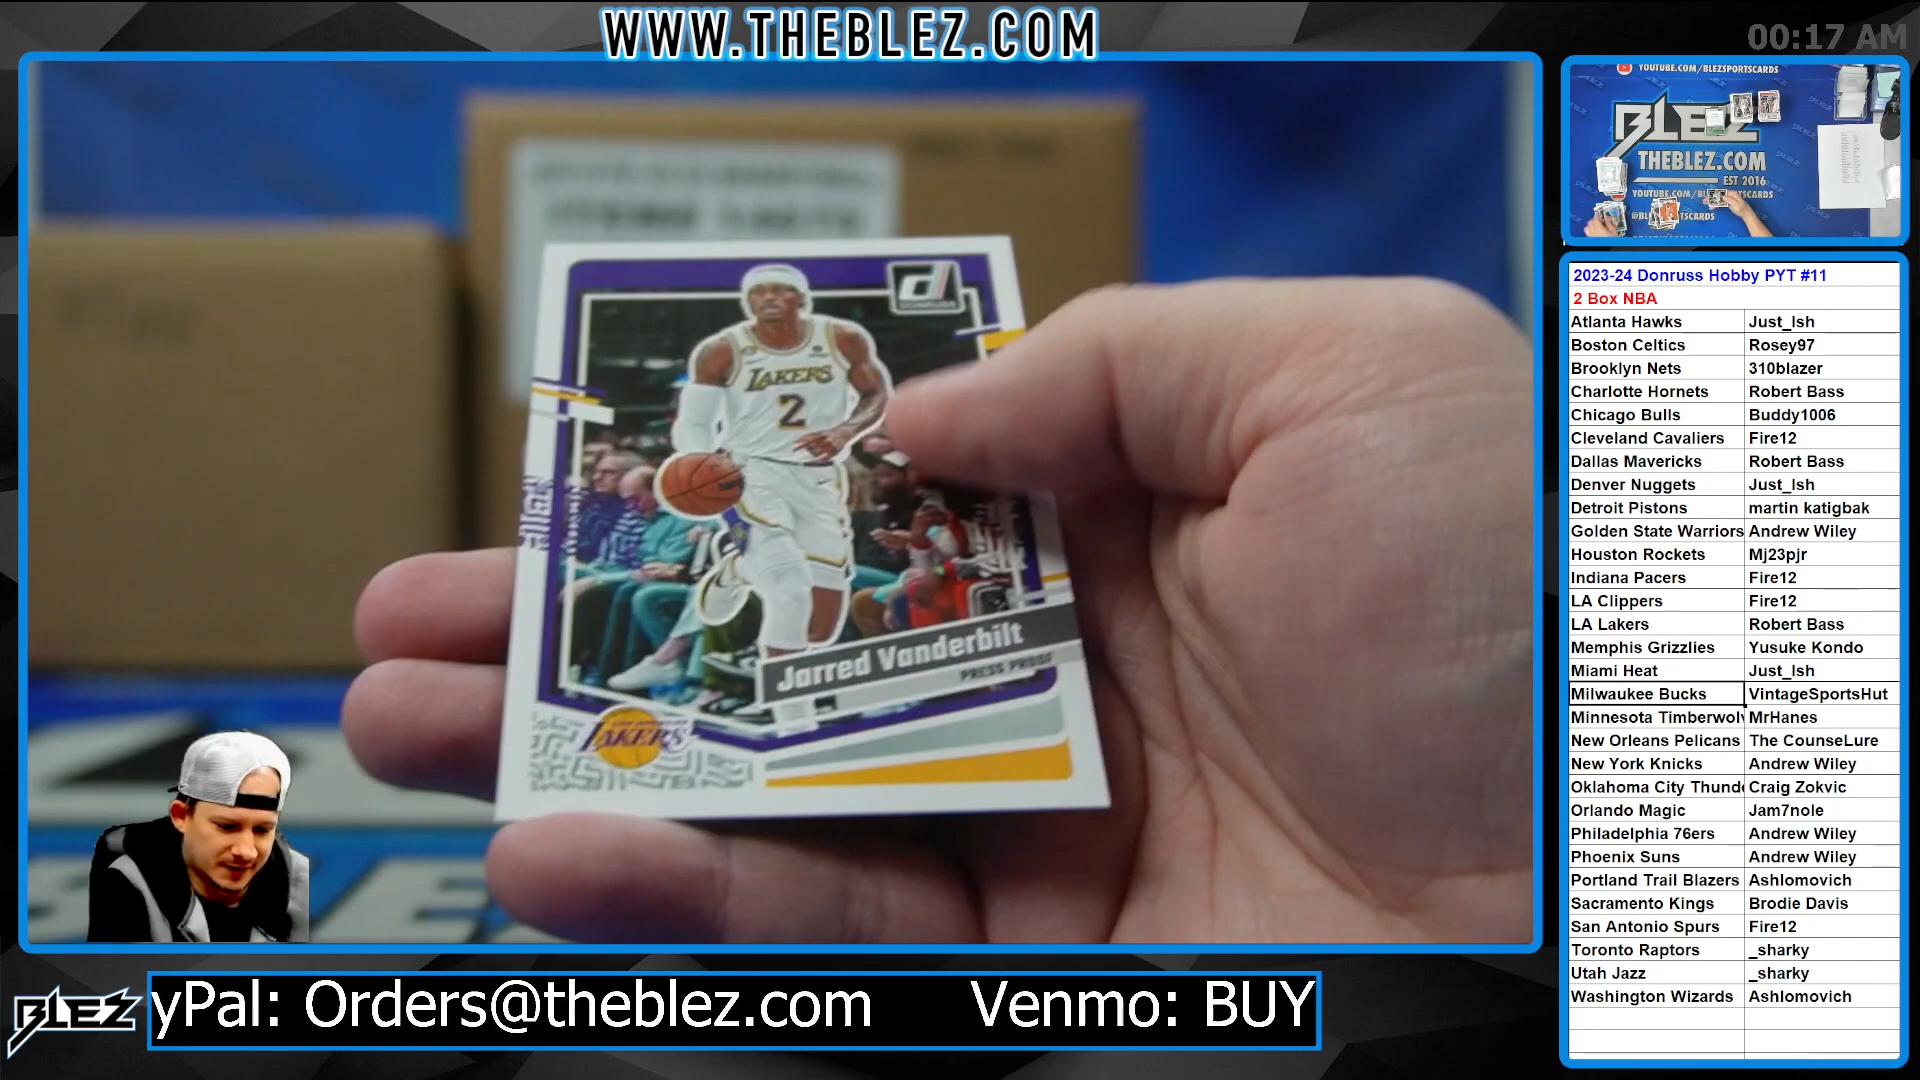 WWW.THEBLEZ.COM
00:17 AM
YOUTUBE.COM/BLEZSPORTSCARDS
BLEZ
THEBLEZ.COM
EST 2016
DONRUSS
LAKERS
2
Jarred Vanderbilt
PRESS PROOF
LAKERS
2023-24 Donruss Hobby PYT #11
2 Box NBA
Atlanta Hawks Just_Ish
Boston Celtics Rosey97
Brooklyn Nets 310blazer
Charlotte Hornets Robert Bass
Chicago Bulls Buddy1006
Cleveland Cavaliers Fire12
Dallas Mavericks Robert Bass
Denver Nuggets Just_Ish
Detroit Pistons martin katigbak
Golden State Warriors Andrew Wiley
Houston Rockets Mj23pjr
Indiana Pacers Fire12
LA Clippers Fire12
LA Lakers Robert Bass
Memphis Grizzlies Yusuke Kondo
Miami Heat Just_Ish
Milwaukee Bucks VintageSportsHut
Minnesota Timberwolv MrHanes
New Orleans Pelicans The CounseLure
New York Knicks Andrew Wiley
Oklahoma City Thunde Craig Zokvic
Orlando Magic Jam7nole
Philadelphia 76ers Andrew Wiley
Phoenix Suns Andrew Wiley
Portland Trail Blazers Ashlomovich
Sacramento Kings Brodie Davis
San Antonio Spurs Fire12
Toronto Raptors _sharky
Utah Jazz _sharky
Washington Wizards Ashlomovich
BLEZ
yPal: Orders@theblez.com Venmo: BUY